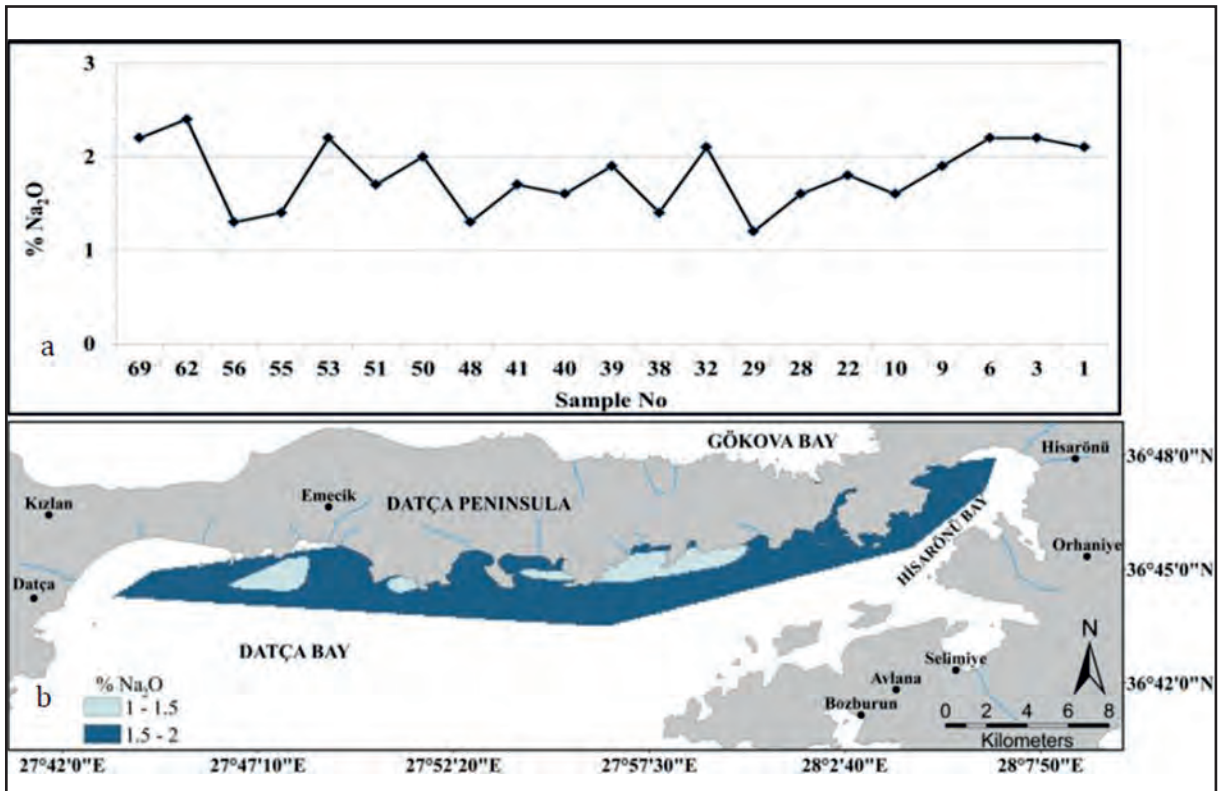 3
2
1
0
% Na₂O
a
69 62 56 55 53 51 50 48 41 40 39 38 32 29 28 22 10 9 6 3 1
Sample No
GÖKOVA BAY
Hisarönü
36°48'0"N
Kızlan
Emecik
DATÇA PENINSULA
HİSARÖNÜ BAY
Orhaniye
36°45'0"N
Datça
DATÇA BAY
N
Selimiye
Avlana
Bozburun
36°42'0"N
b
% Na₂O
1 - 1.5
1.5 - 2
0 2 4 6 8
Kilometers
27°42'0"E 27°47'10"E 27°52'20"E 27°57'30"E 28°2'40"E 28°7'50"E